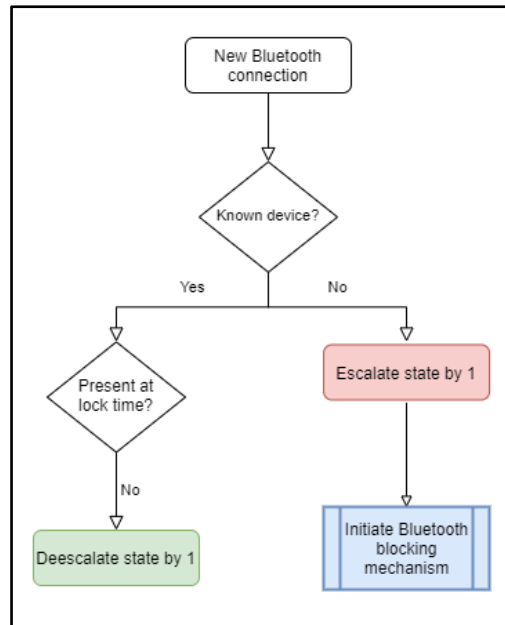 New Bluetooth
connection
Known device?
Yes
No
Present at
lock time?
Escalate state by 1
No
Deescalate state by 1
Initiate Bluetooth
blocking
mechanism